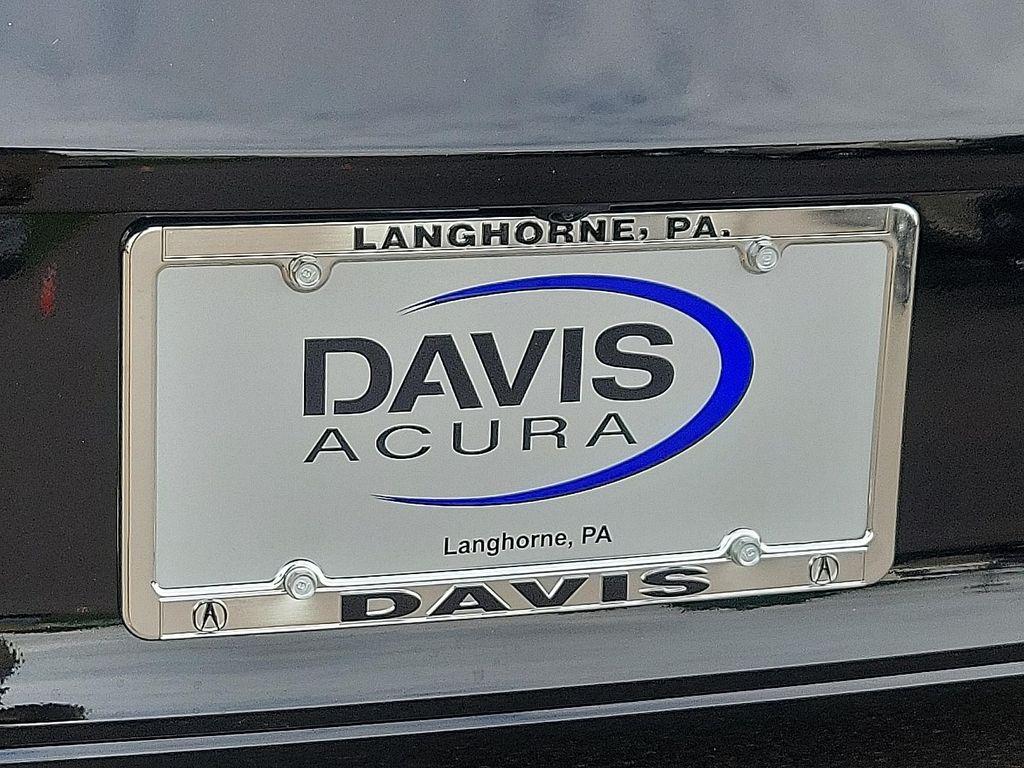 LANGHORNE, PA.
DAVIS
ACURA
Langhorne, PA
DAVIS